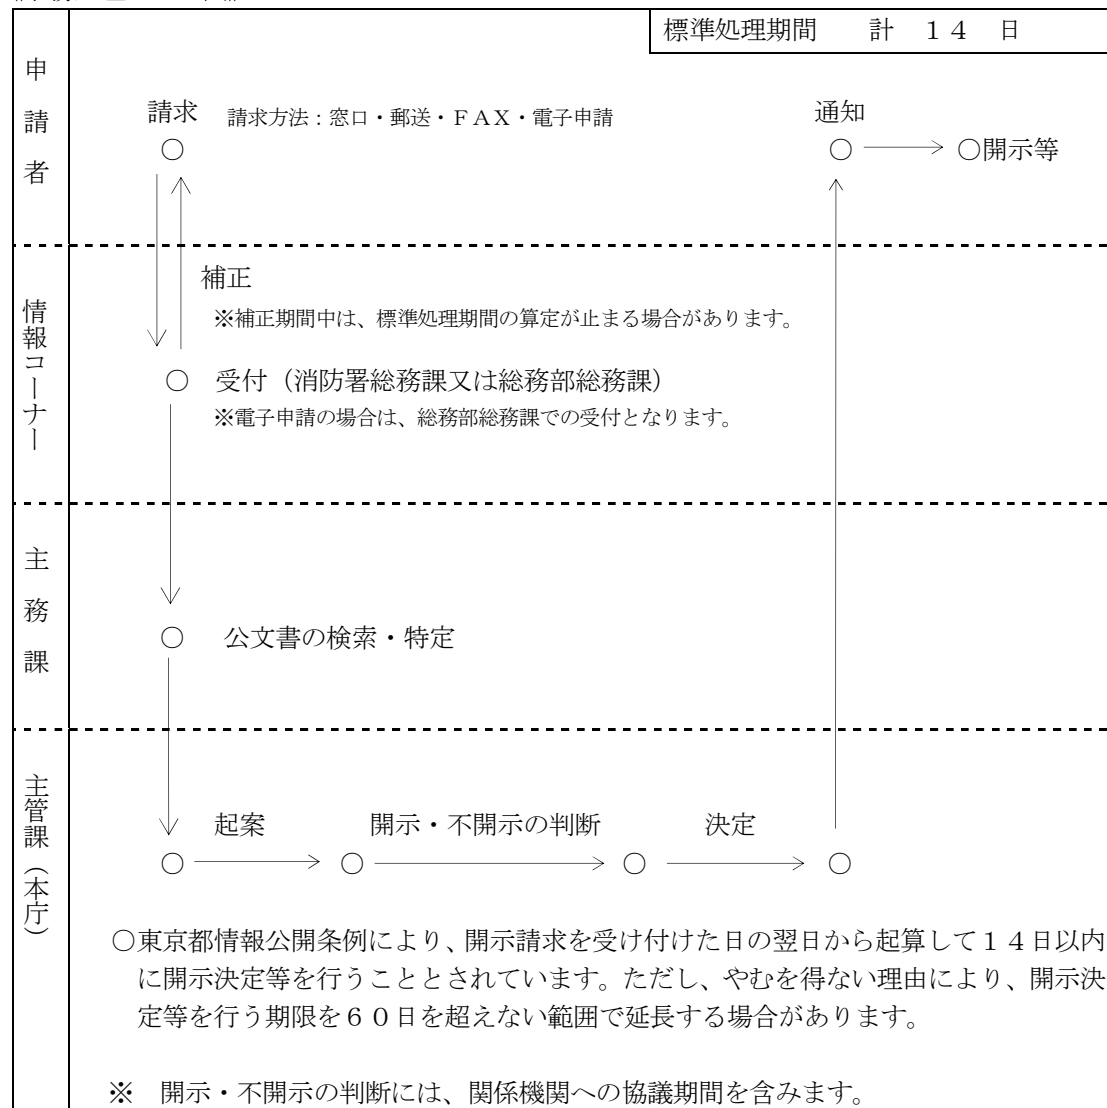 標準処理期間　計　１４　日
申請者
請求　請求方法：窓口・郵送・ＦＡＸ・電子申請
通知
○
○　○開示等
情報コーナー
補正
※補正期間中は、標準処理期間の算定が止まる場合があります。
○　受付（消防署総務課又は総務部総務課）
※電子申請の場合は、総務部総務課での受付となります。
主務課
○　公文書の検索・特定
主管課（本庁）
起案　開示・不開示の判断　決定
○　○　○　○
○東京都情報公開条例により、開示請求を受け付けた日の翌日から起算して１４日以内
に開示決定等を行うこととされています。ただし、やむを得ない理由により、開示決
定等を行う期限を６０日を超えない範囲で延長する場合があります。
※　開示・不開示の判断には、関係機関への協議期間を含みます。